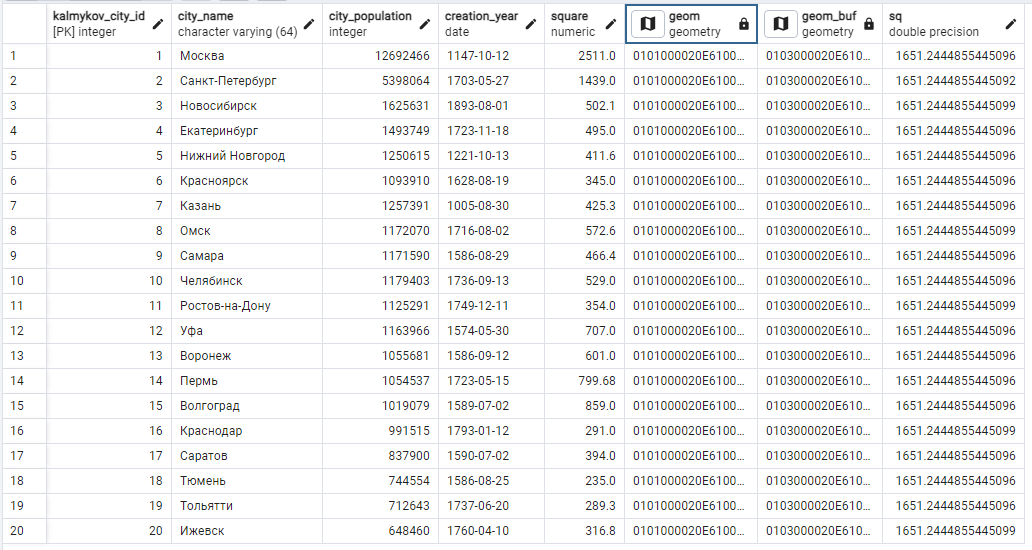 kalmykov_city_id city_name city_population creation_year square geom geom_buf sq
[PK] integer character varying (64) integer date numeric geometry geometry double precision
1 1 Москва 12692466 1147-10-12 2511.0 0101000020E6100... 0103000020E610... 1651.2444855445096
2 2 Санкт-Петербург 5398064 1703-05-27 1439.0 0101000020E6100... 0103000020E610... 1651.2444855445092
3 3 Новосибирск 1625631 1893-08-01 502.1 0101000020E6100... 0103000020E610... 1651.2444855445099
4 4 Екатеринбург 1493749 1723-11-18 495.0 0101000020E6100... 0103000020E610... 1651.2444855445096
5 5 Нижний Новгород 1250615 1221-10-13 411.6 0101000020E6100... 0103000020E610... 1651.2444855445096
6 6 Красноярск 1093910 1628-08-19 345.0 0101000020E6100... 0103000020E610... 1651.2444855445096
7 7 Казань 1257391 1005-08-30 425.3 0101000020E6100... 0103000020E610... 1651.2444855445096
8 8 Омск 1172070 1716-08-02 572.6 0101000020E6100... 0103000020E610... 1651.2444855445099
9 9 Самара 1171590 1586-08-29 466.4 0101000020E6100... 0103000020E610... 1651.2444855445096
10 10 Челябинск 1179403 1736-09-13 529.0 0101000020E6100... 0103000020E610... 1651.2444855445096
11 11 Ростов-на-Дону 1125291 1749-12-11 354.0 0101000020E6100... 0103000020E610... 1651.2444855445099
12 12 Уфа 1163966 1574-05-30 707.0 0101000020E6100... 0103000020E610... 1651.2444855445096
13 13 Воронеж 1055681 1586-09-12 601.0 0101000020E6100... 0103000020E610... 1651.2444855445096
14 14 Пермь 1054537 1723-05-15 799.68 0101000020E6100... 0103000020E610... 1651.2444855445096
15 15 Волгоград 1019079 1589-07-02 859.0 0101000020E6100... 0103000020E610... 1651.2444855445096
16 16 Краснодар 991515 1793-01-12 291.0 0101000020E6100... 0103000020E610... 1651.2444855445099
17 17 Саратов 837900 1590-07-02 394.0 0101000020E6100... 0103000020E610... 1651.2444855445096
18 18 Тюмень 744554 1586-08-25 235.0 0101000020E6100... 0103000020E610... 1651.2444855445096
19 19 Тольятти 712643 1737-06-20 289.3 0101000020E6100... 0103000020E610... 1651.2444855445096
20 20 Ижевск 648460 1760-04-10 316.8 0101000020E6100... 0103000020E610... 1651.2444855445099